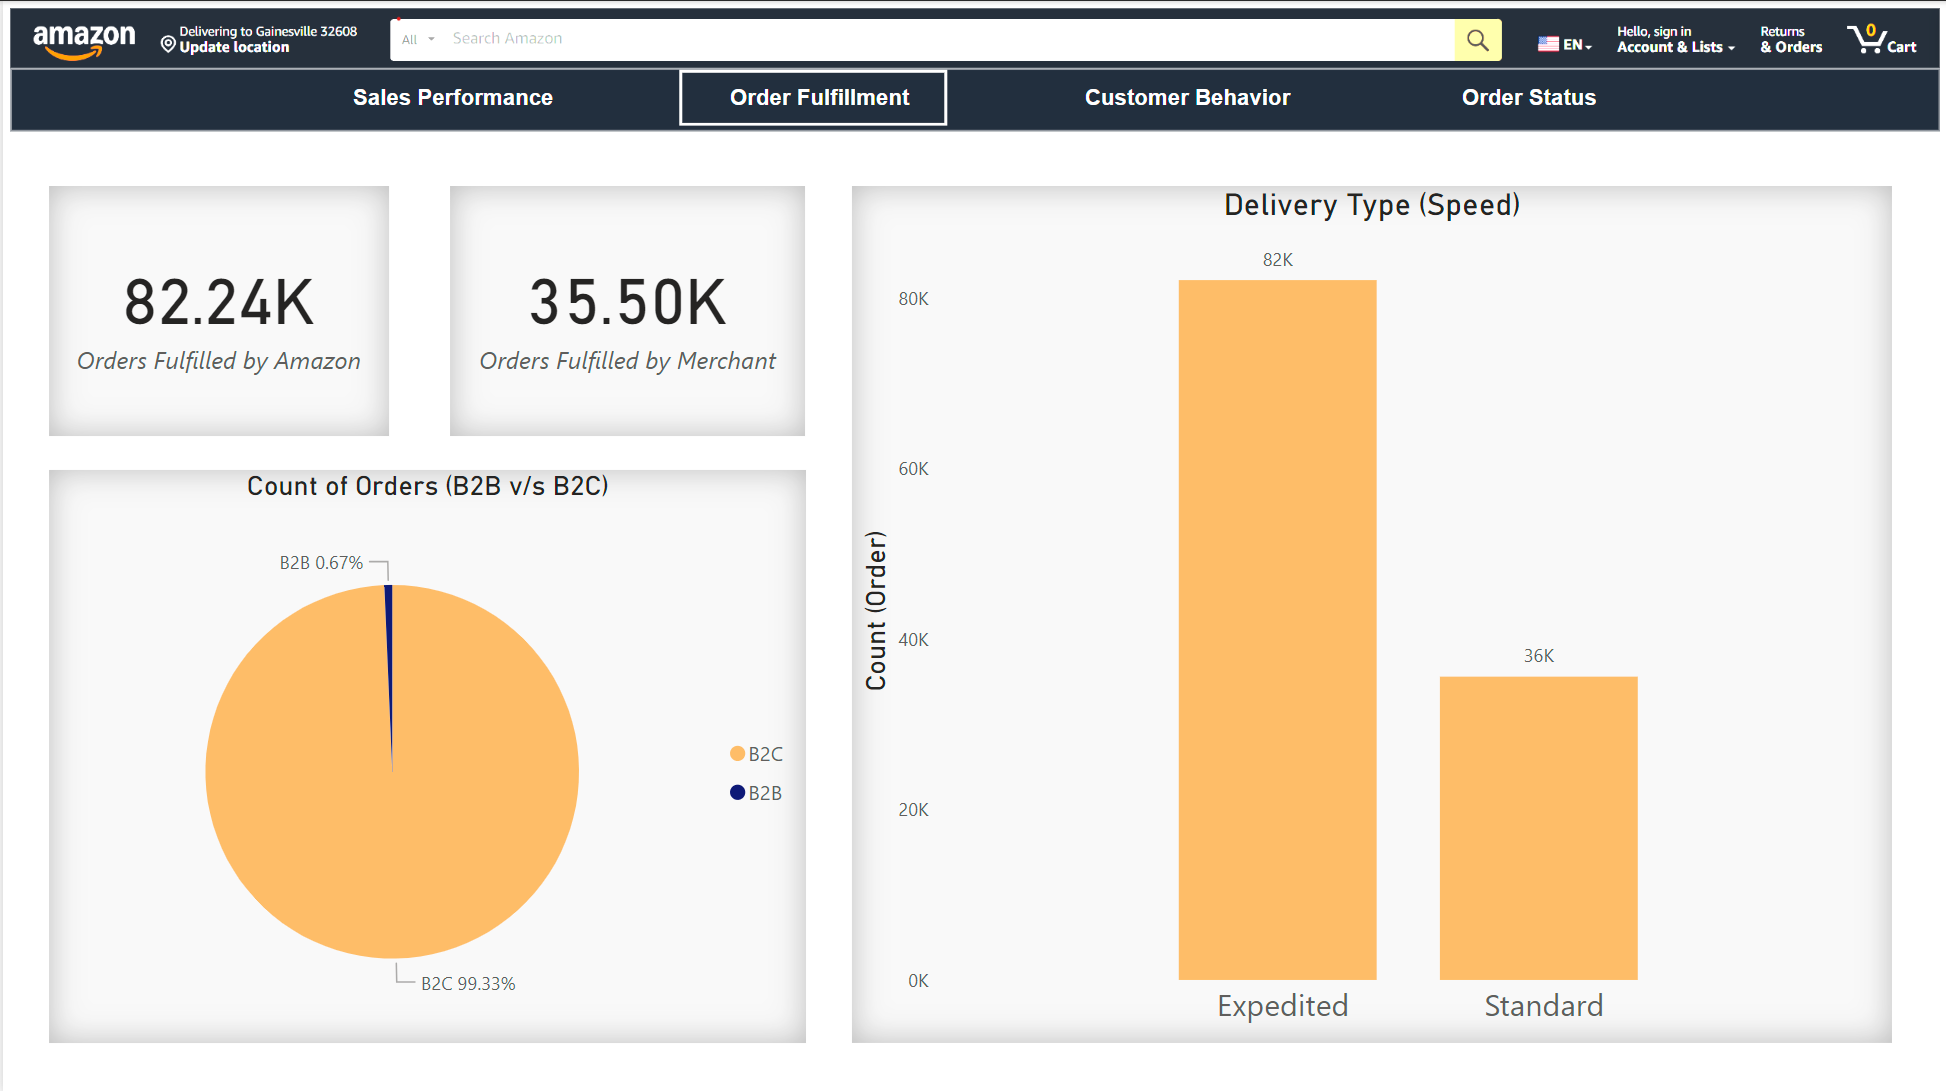 amazon
Delivering to Gainesville 32608
Update location
All
Search Amazon
EN
Hello, sign in
Account & Lists
Returns
& Orders
0
Cart
Sales Performance
Order Fulfillment
Customer Behavior
Order Status
82.24K
Orders Fulfilled by Amazon
35.50K
Orders Fulfilled by Merchant
Count of Orders (B2B v/s B2C)
B2B 0.67%
B2C 99.33%
B2C
B2B
Delivery Type (Speed)
Count (Order)
80K
60K
40K
20K
0K
82K
36K
Expedited
Standard